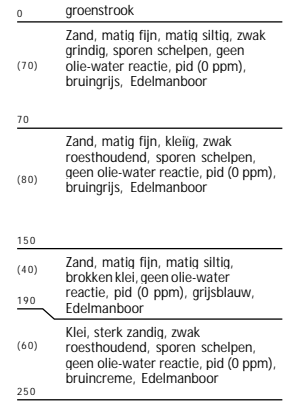 0 groenstrook
Zand, matig fijn, matig siltig, zwak
grindig, sporen schelpen, geen
(70) olie-water reactie, pid (0 ppm),
bruingrijs, Edelmanboor
70
Zand, matig fijn, kleiïg, zwak
roesthoudend, sporen schelpen,
geen olie-water reactie, pid (0 ppm),
(80) bruingrijs, Edelmanboor
150
Zand, matig fijn, matig siltig,
(40) brokken klei, geen olie-water
reactie, pid (0 ppm), grijsblauw,
190 Edelmanboor
Klei, sterk zandig, zwak
(60) roesthoudend, sporen schelpen,
geen olie-water reactie, pid (0 ppm),
bruincreme, Edelmanboor
250